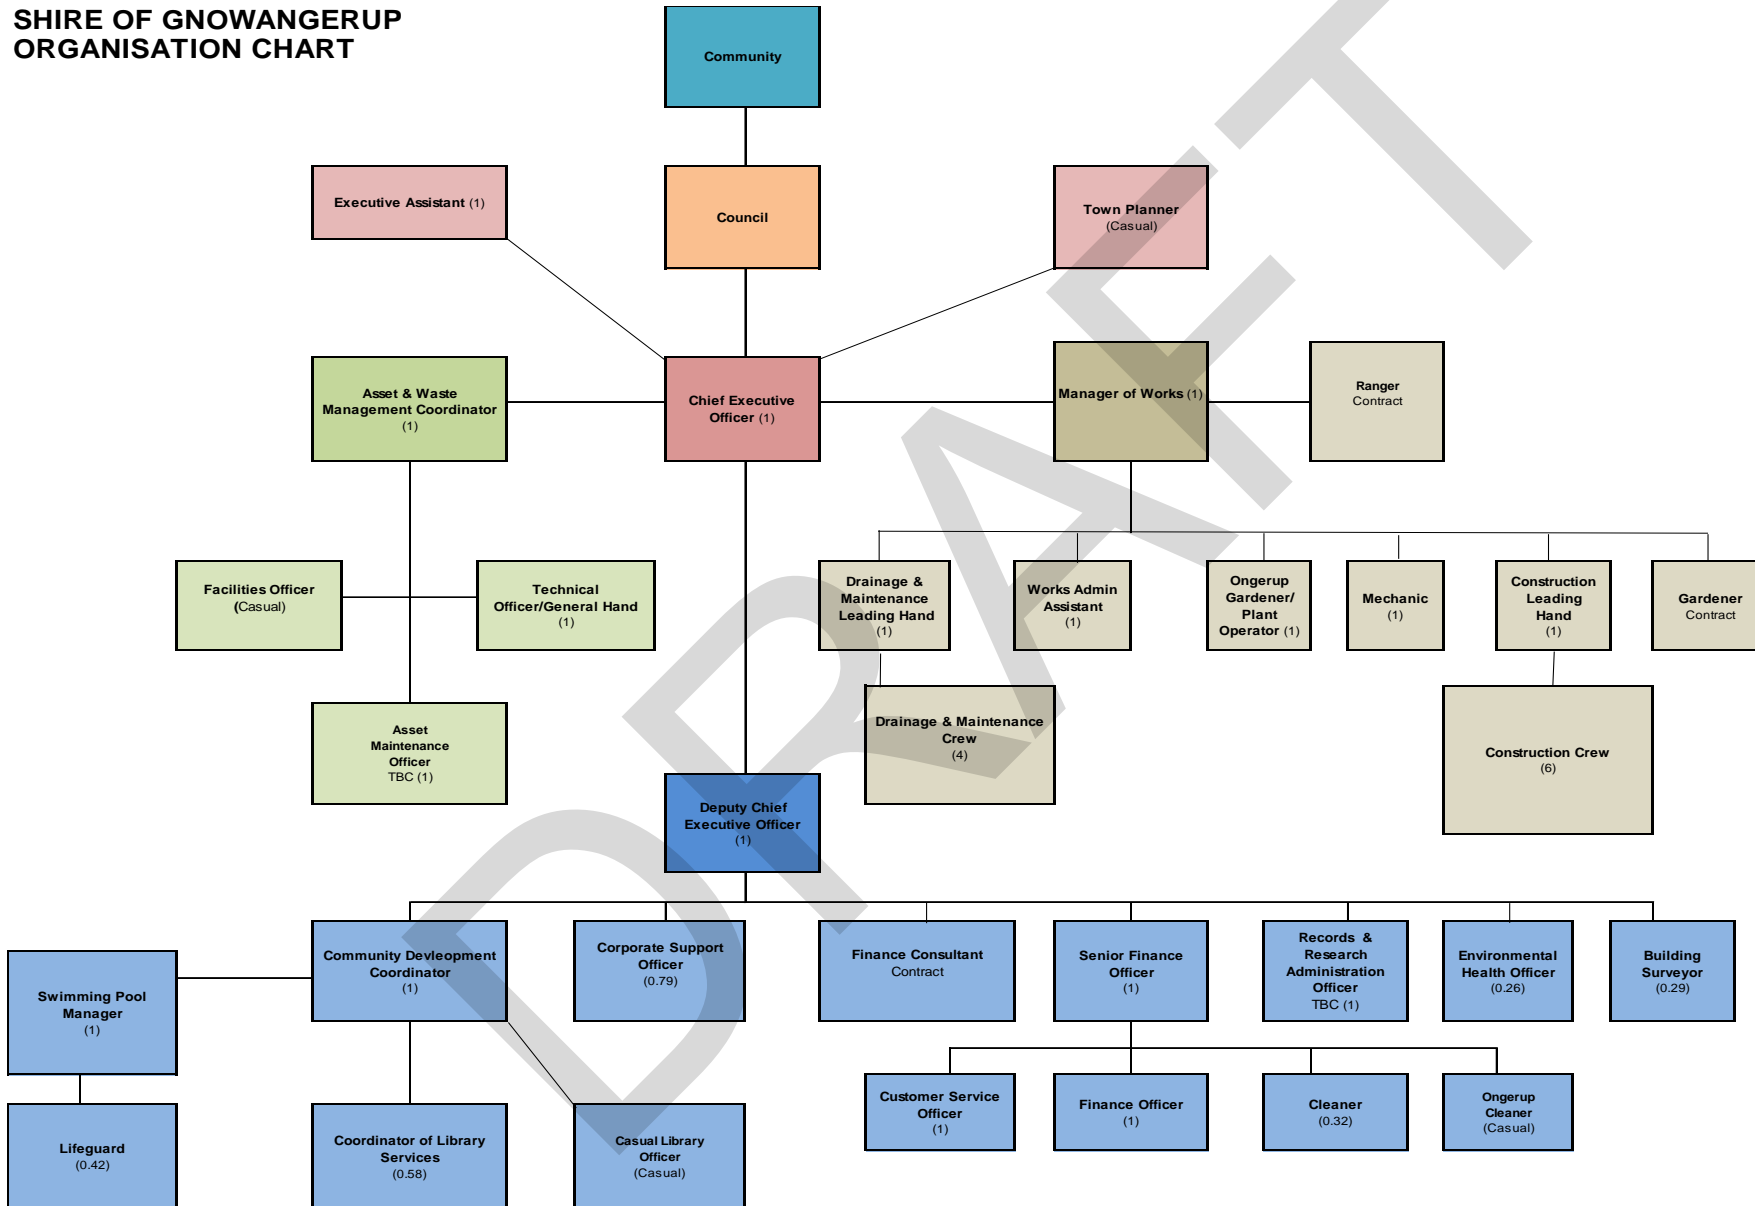 SHIRE OF GNOWANGERUP
ORGANISATION CHART
Community
Executive Assistant (1)
Council
Town Planner
(Casual)
Asset & Waste
Management Coordinator
(1)
Chief Executive
Officer (1)
Manager of Works (1)
Ranger
Contract
Facilities Officer
(Casual)
Technical
Officer/General Hand
(1)
Drainage &
Maintenance
Leading Hand
(1)
Works Admin
Assistant
(1)
Ongerup
Gardener/
Plant
Operator (1)
Mechanic
(1)
Construction
Leading
Hand
(1)
Gardener
Contract
Asset
Maintenance
Officer
TBC (1)
Drainage & Maintenance
Crew
(4)
Construction Crew
(6)
Deputy Chief
Executive Officer
(1)
Swimming Pool
Manager
(1)
Community Devleopment
Coordinator
(1)
Corporate Support
Officer
(0.79)
Finance Consultant
Contract
Senior Finance
Officer
(1)
Records &
Research
Administration
Officer
TBC (1)
Environmental
Health Officer
(0.26)
Building
Surveyor
(0.29)
Lifeguard
(0.42)
Coordinator of Library
Services
(0.58)
Casual Library
Officer
(Casual)
Customer Service
Officer
(1)
Finance Officer
(1)
Cleaner
(0.32)
Ongerup
Cleaner
(Casual)
DRAFT